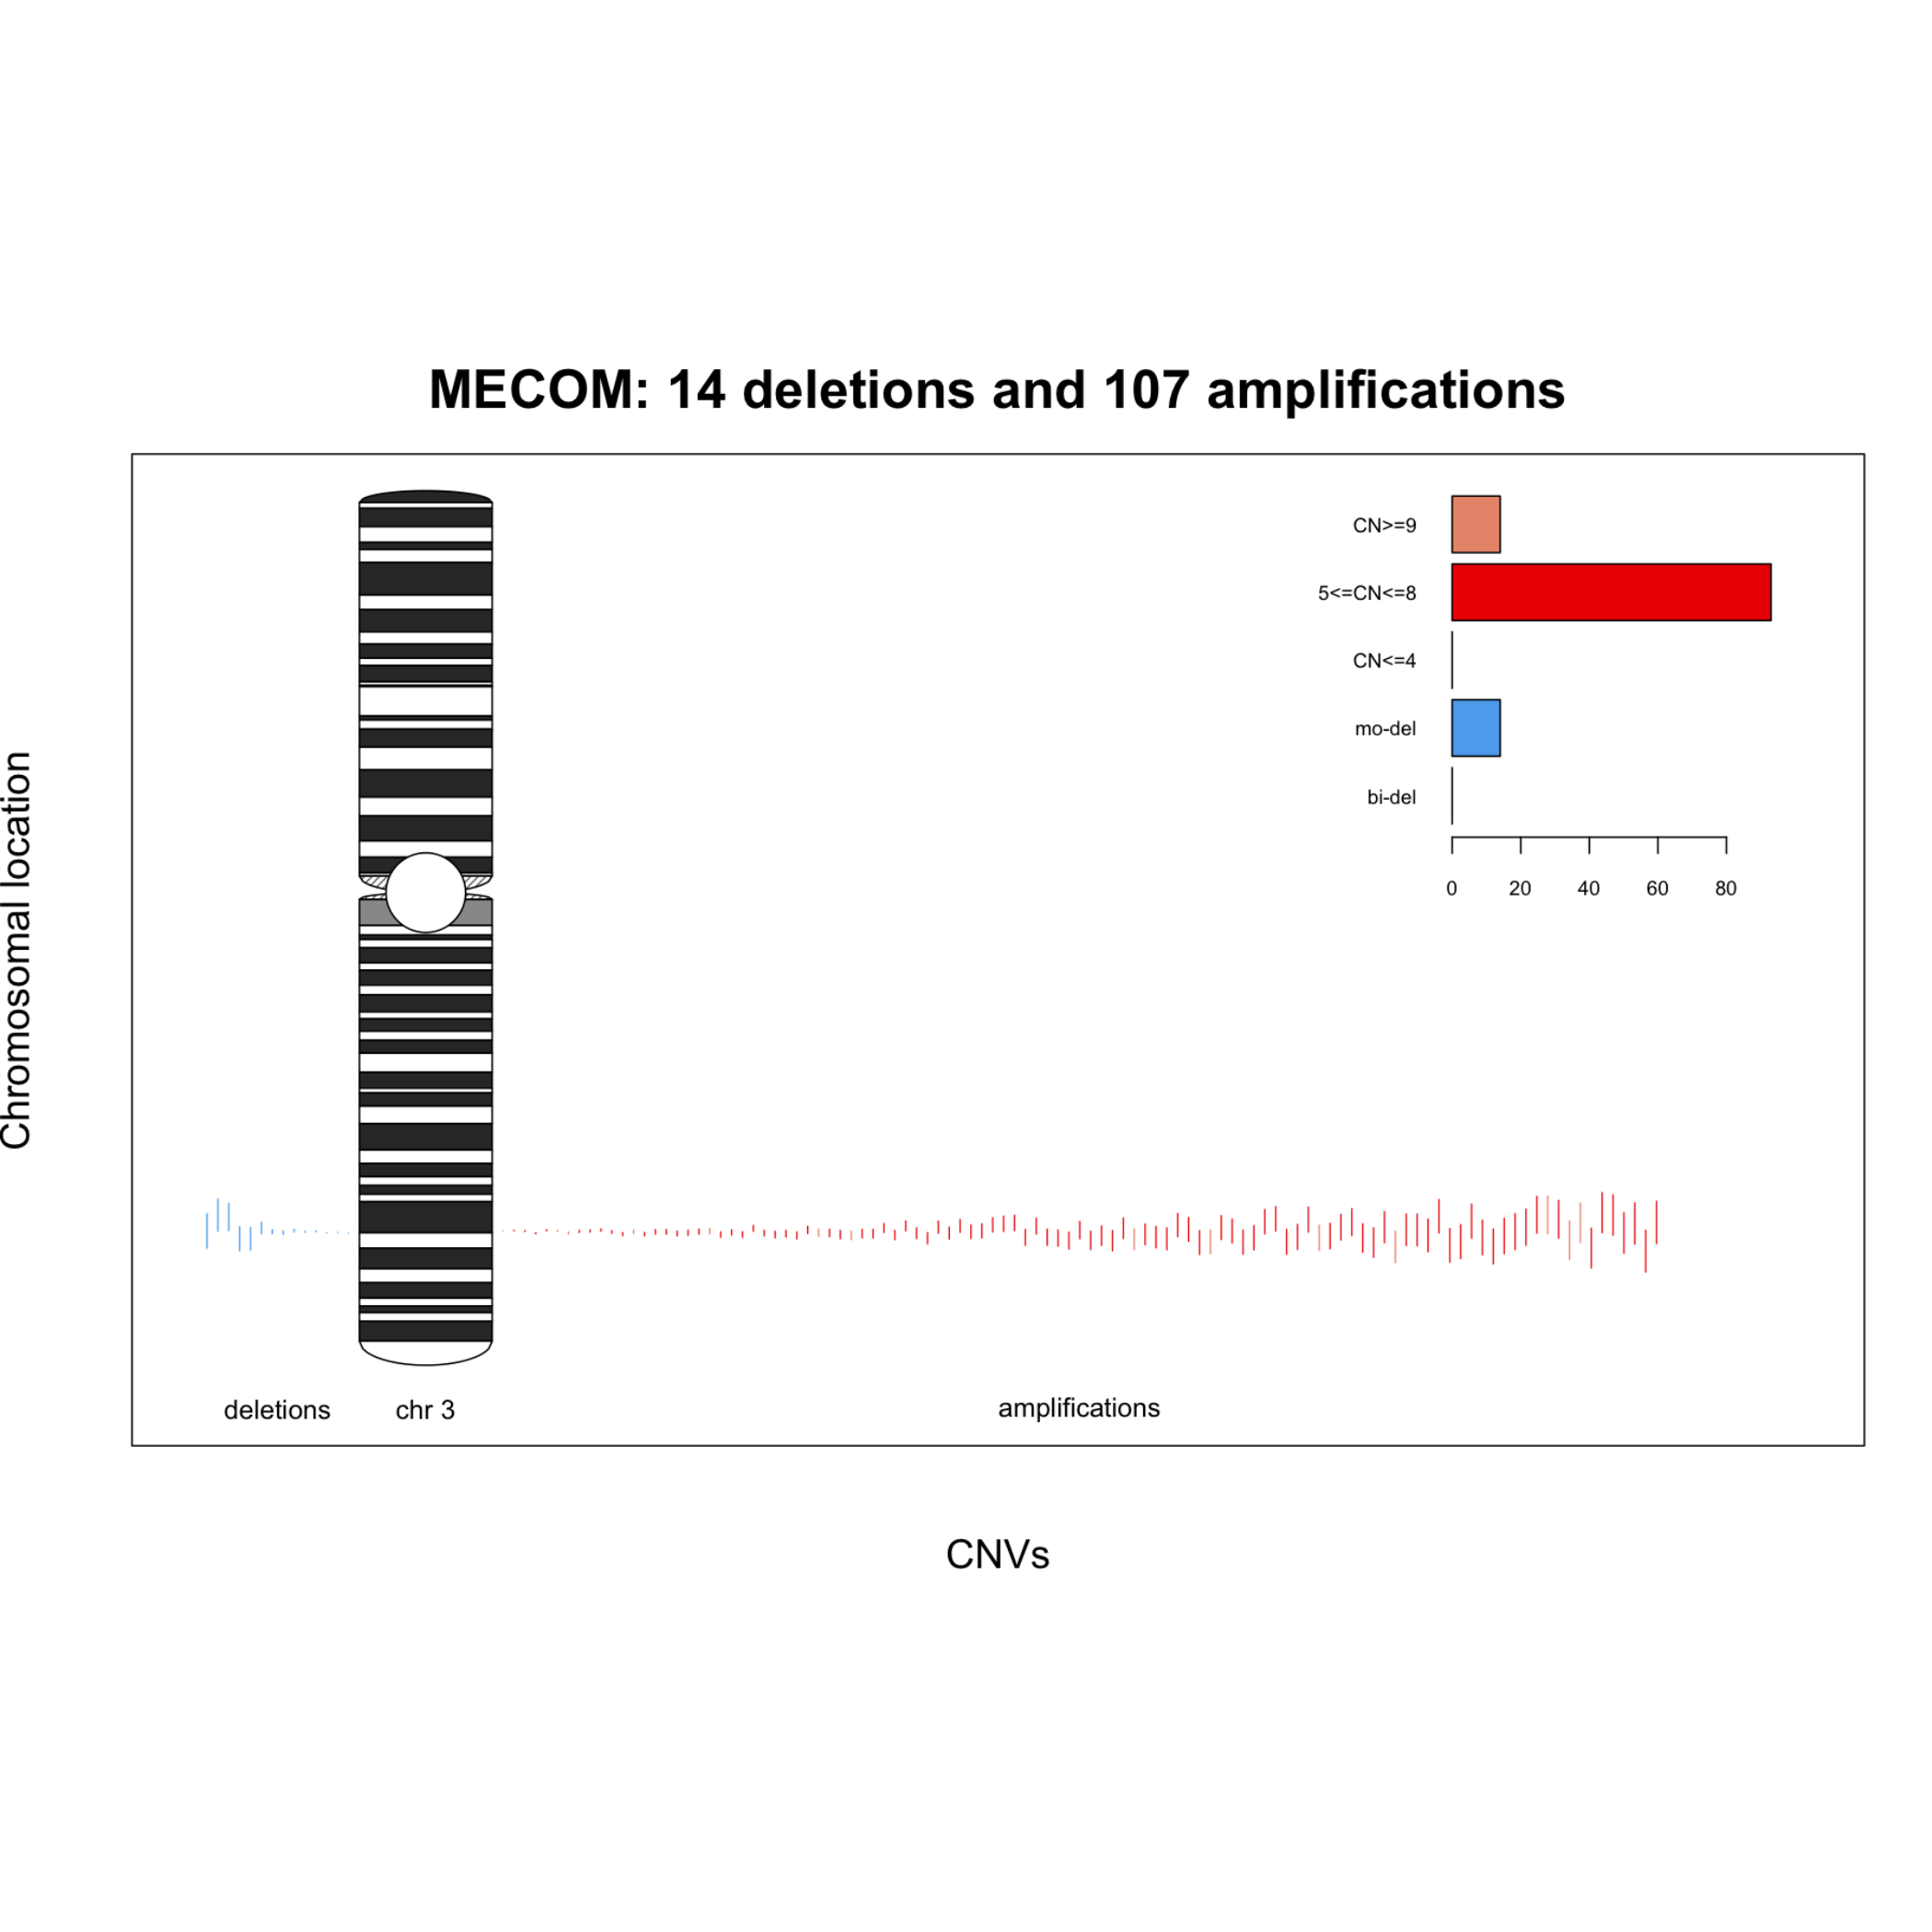 MECOM: 14 deletions and 107 amplifications
Chromosomal location
CN>=9
5<=CN<=8
CN<=4
mo-del
bi-del
0 20 40 60 80
deletions chr 3 amplifications
CNVs